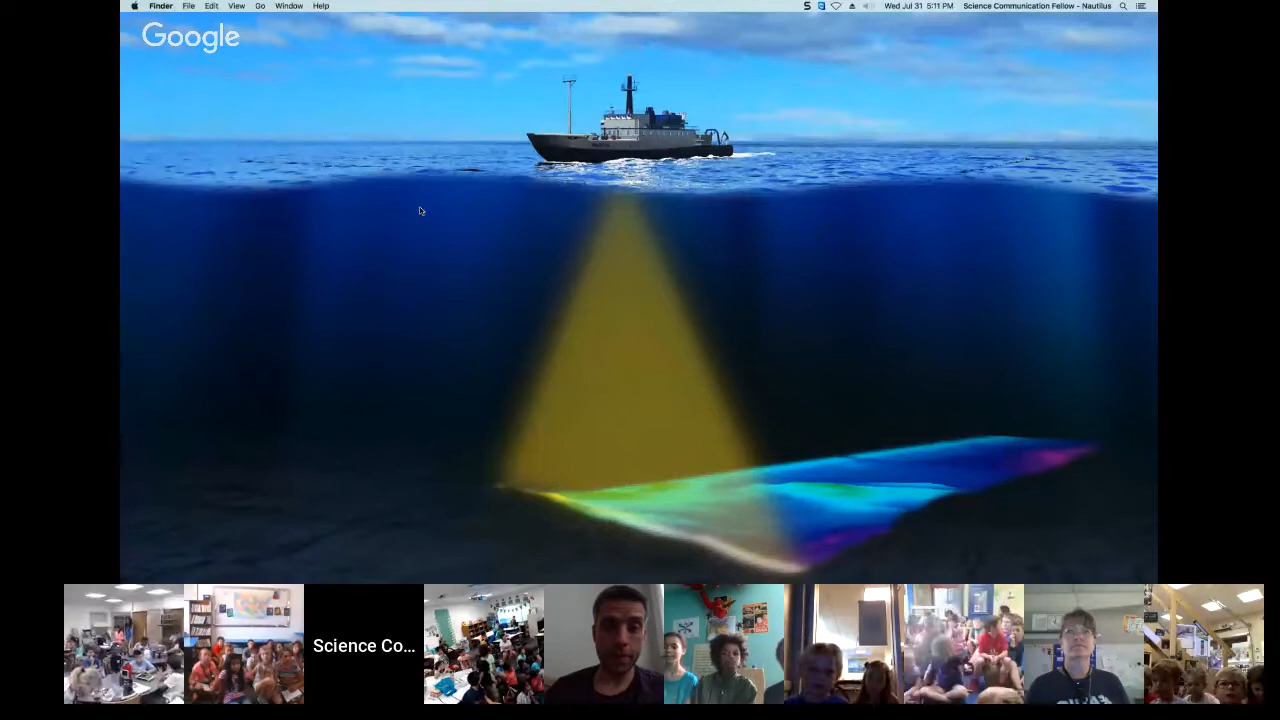 Finder File Edit View Go Window Help
S Wed Jul 31 5:11 PM Science Communication Fellow - Nautilus
Google
Science Co...